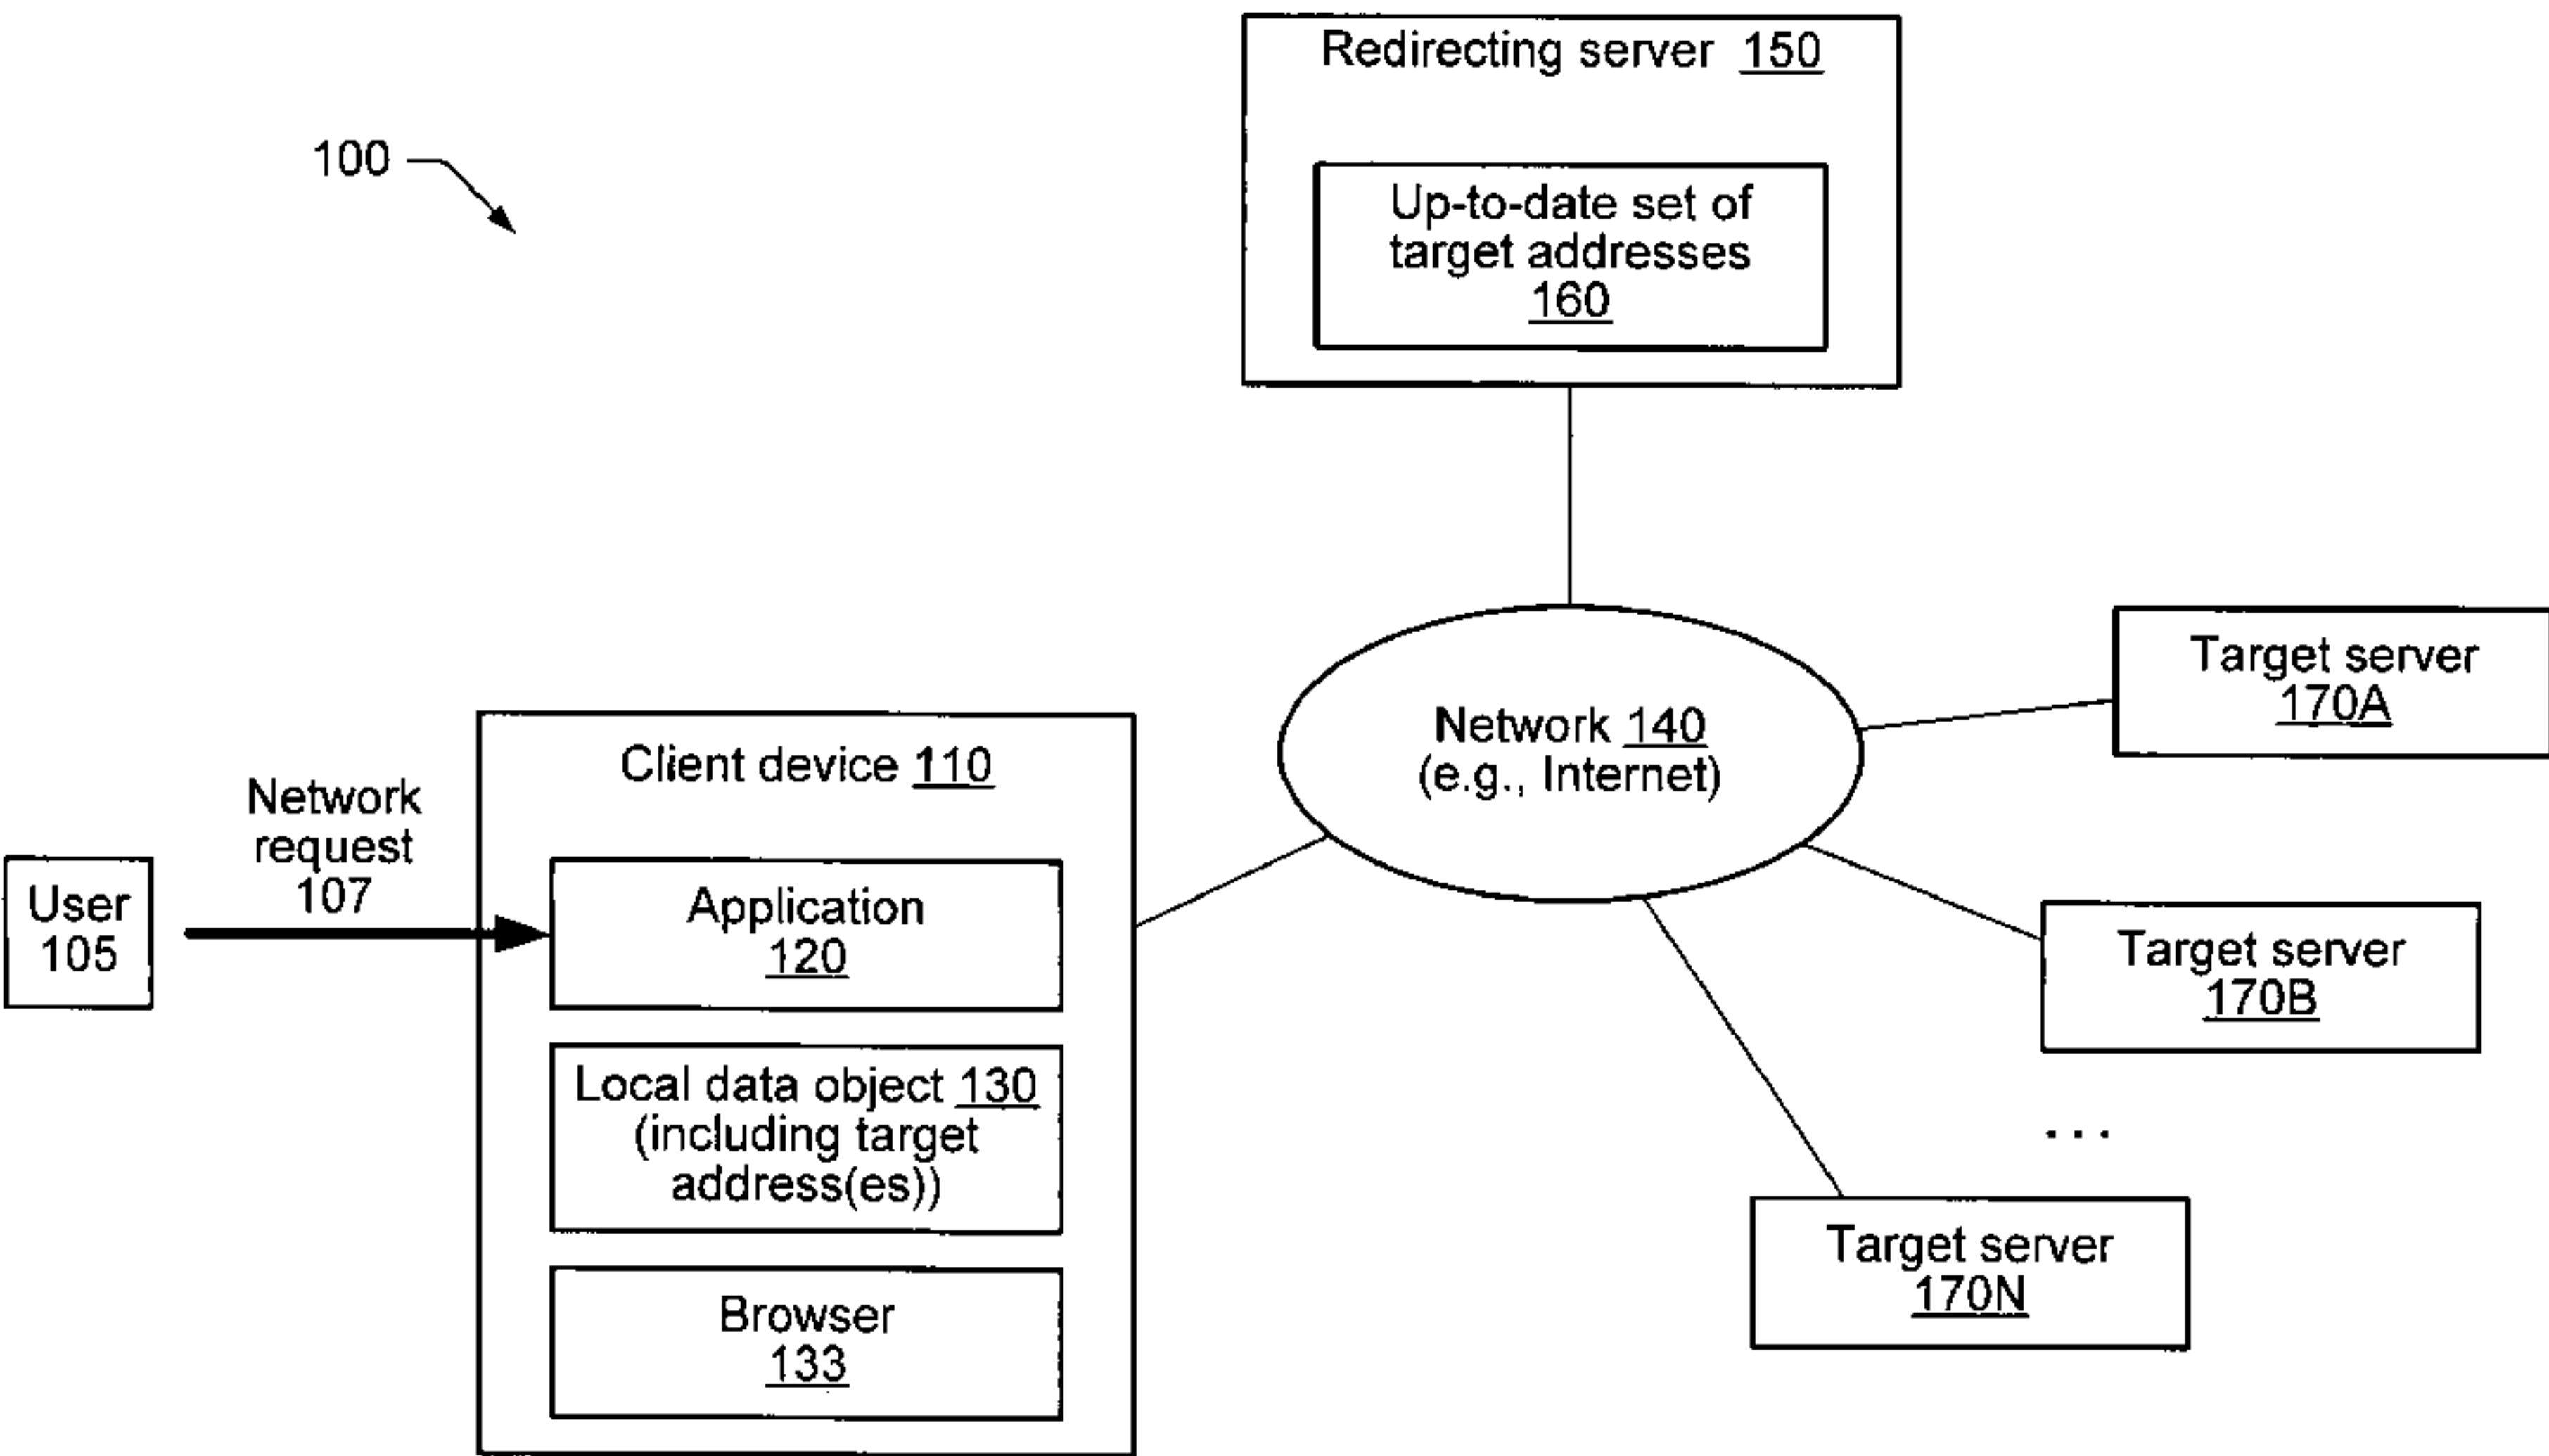 Redirecting server 150
100
Up-to-date set of
target addresses
160
Target server
170A
Network 140
(e.g., Internet)
Client device 110
Network
request
107
User
105
Application
120
Target server
170B
Local data object 130
(including target
address(es))
...
Target server
170N
Browser
133